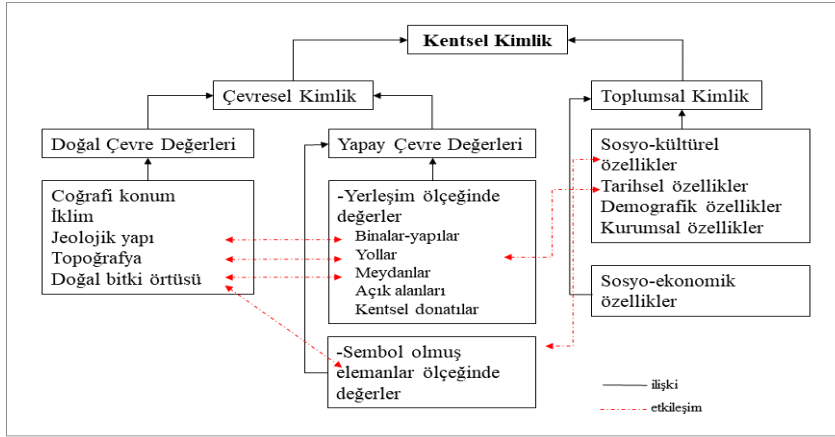 Kentsel Kimlik
Çevresel Kimlik
Toplumsal Kimlik
Doğal Çevre Değerleri
Yapay Çevre Değerleri
Coğrafi konum
İklim
Jeolojik yapı
Topoğrafya
Doğal bitki örtüsü
-Yerleşim ölçeğinde
değerler
Binalar-yapılar
Yollar
Meydanlar
Açık alanları
Kentsel donatılar
-Sembol olmuş
elemanlar ölçeğinde
değerler
Sosyo-kültürel
özellikler
Tarihsel özellikler
Demografik özellikler
Kurumsal özellikler
Sosyo-ekonomik
özellikler
ilişki
etkileşim